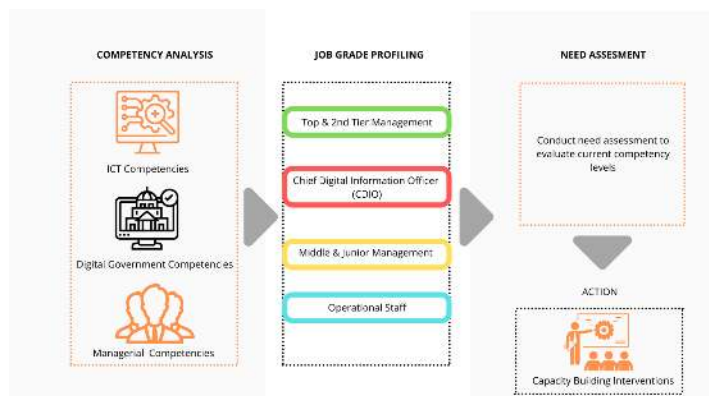 COMPETENCY ANALYSIS
ICT Competencies
Digital Government Competencies
Managerial Competencies
JOB GRADE PROFILING
Top & 2nd Tier Management
Chief Digital Information Officer
(CDIO)
Middle & Junior Management
Operational Staff
NEED ASSESMENT
Conduct need assessment to
evaluate current competency
levels
ACTION
Capacity Building Interventions